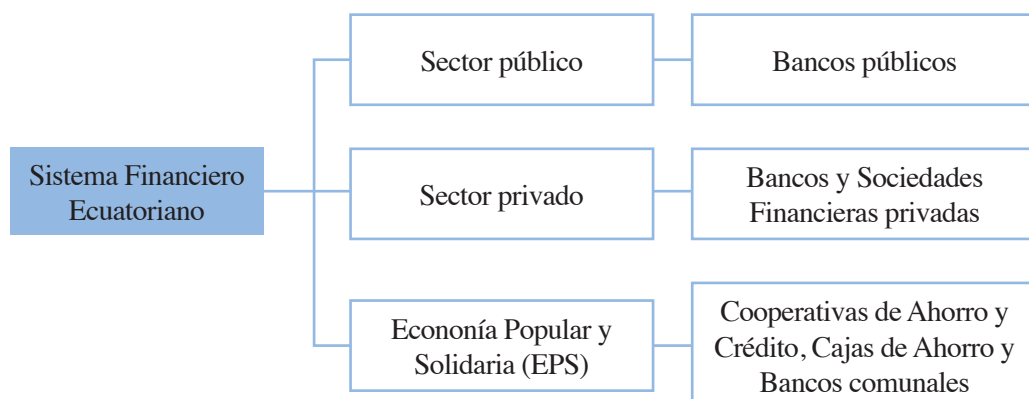 Sector público
Bancos públicos
Sistema Financiero
Ecuatoriano
Sector privado
Bancos y Sociedades
Financieras privadas
Econonía Popular y
Solidaria (EPS)
Cooperativas de Ahorro y
Crédito, Cajas de Ahorro y
Bancos comunales